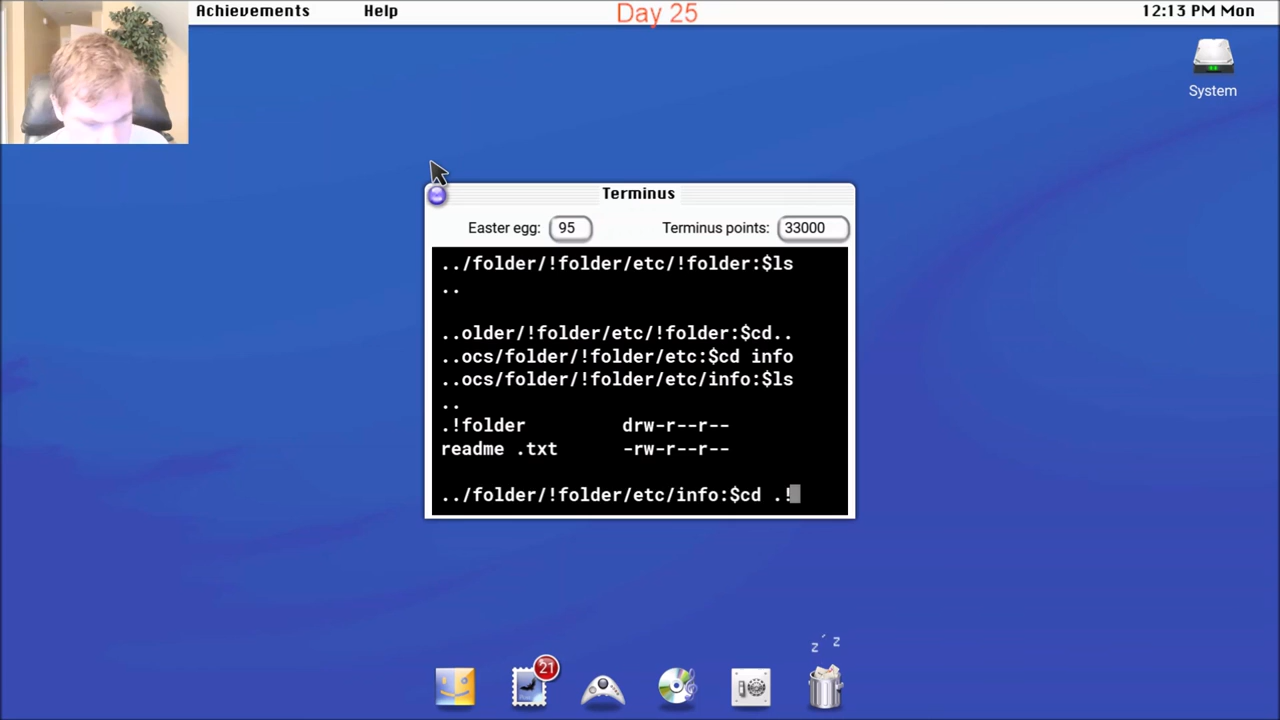 Achievements Help Day 25 12:13 PM Mon
System
Terminus
Easter egg: 95 Terminus points: 33000
../folder/!folder/etc/!folder:$ls
..
..older/!folder/etc/!folder:$cd..
..ocs/folder/!folder/etc:$cd info
..ocs/folder/!folder/etc/info:$ls
..
.!folder drw-r--r--
readme .txt -rw-r--r--
../folder/!folder/etc/info:$cd .!
z z
21